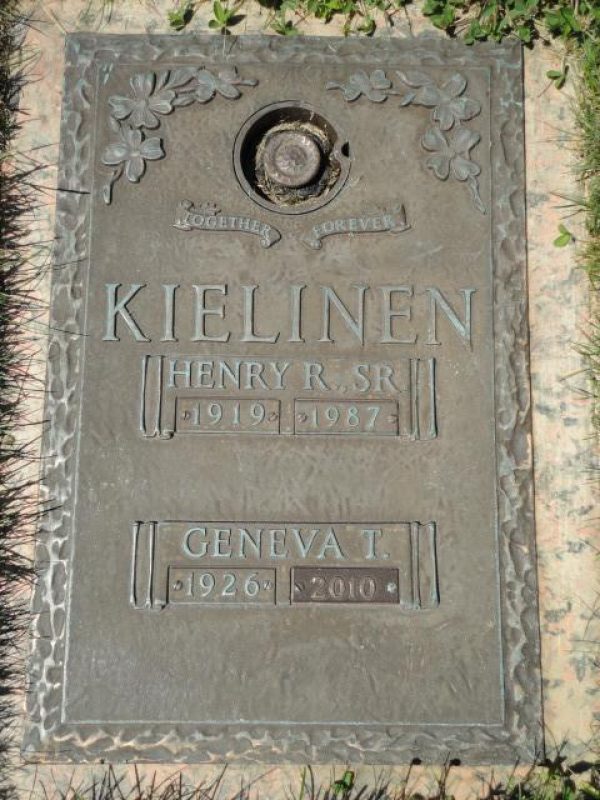 TOGETHER FOREVER
KIELINEN
HENRY R., SR.
1919 1987
GENEVA T.
1926 2010